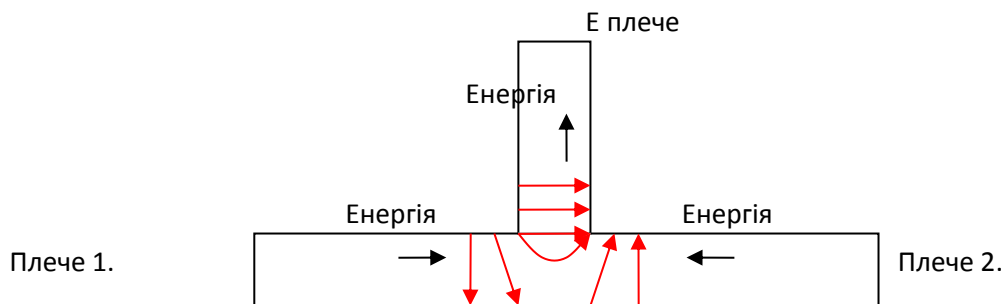 Е плече
Енергія
Енергія Енергія
Плече 1. Плече 2.